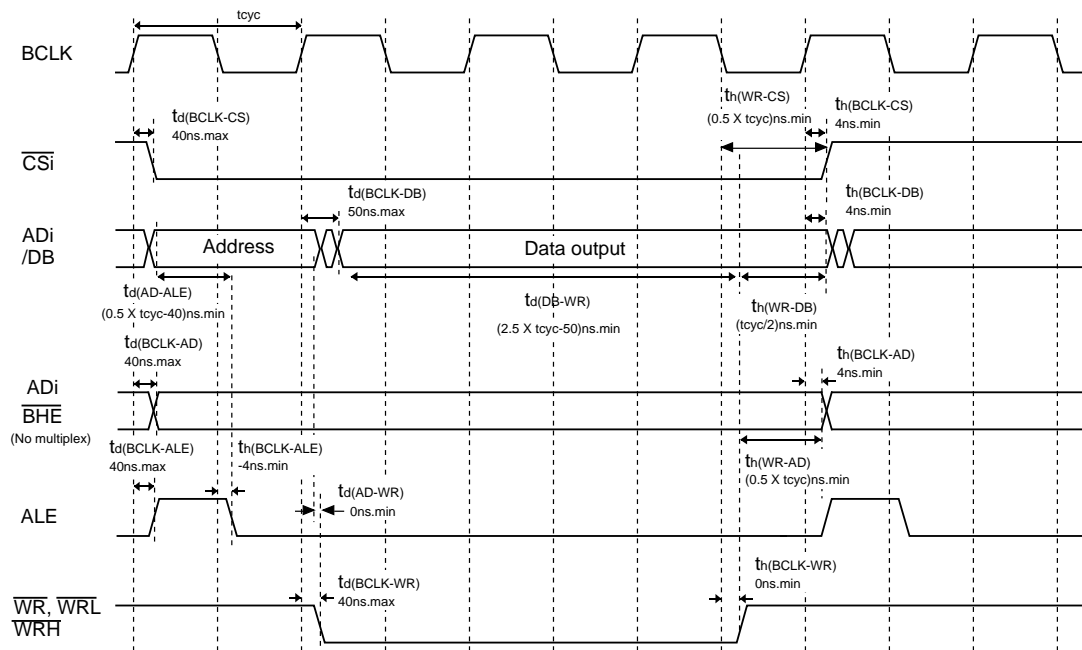 tcyc
BCLK
td(BCLK-CS)
40ns.max
th(WR-CS)
(0.5 X tcyc)ns.min
th(BCLK-CS)
4ns.min
CSi
td(BCLK-DB)
50ns.max
th(BCLK-DB)
4ns.min
ADi
/DB
Address
Data output
td(AD-ALE)
(0.5 X tcyc-40)ns.min
td(DB-WR)
(2.5 X tcyc-50)ns.min
th(WR-DB)
(tcyc/2)ns.min
td(BCLK-AD)
40ns.max
th(BCLK-AD)
4ns.min
ADi
BHE
(No multiplex)
td(BCLK-ALE)
40ns.max
th(BCLK-ALE)
-4ns.min
th(WR-AD)
(0.5 X tcyc)ns.min
td(AD-WR)
0ns.min
ALE
td(BCLK-WR)
40ns.max
th(BCLK-WR)
0ns.min
WR, WRL
WRH